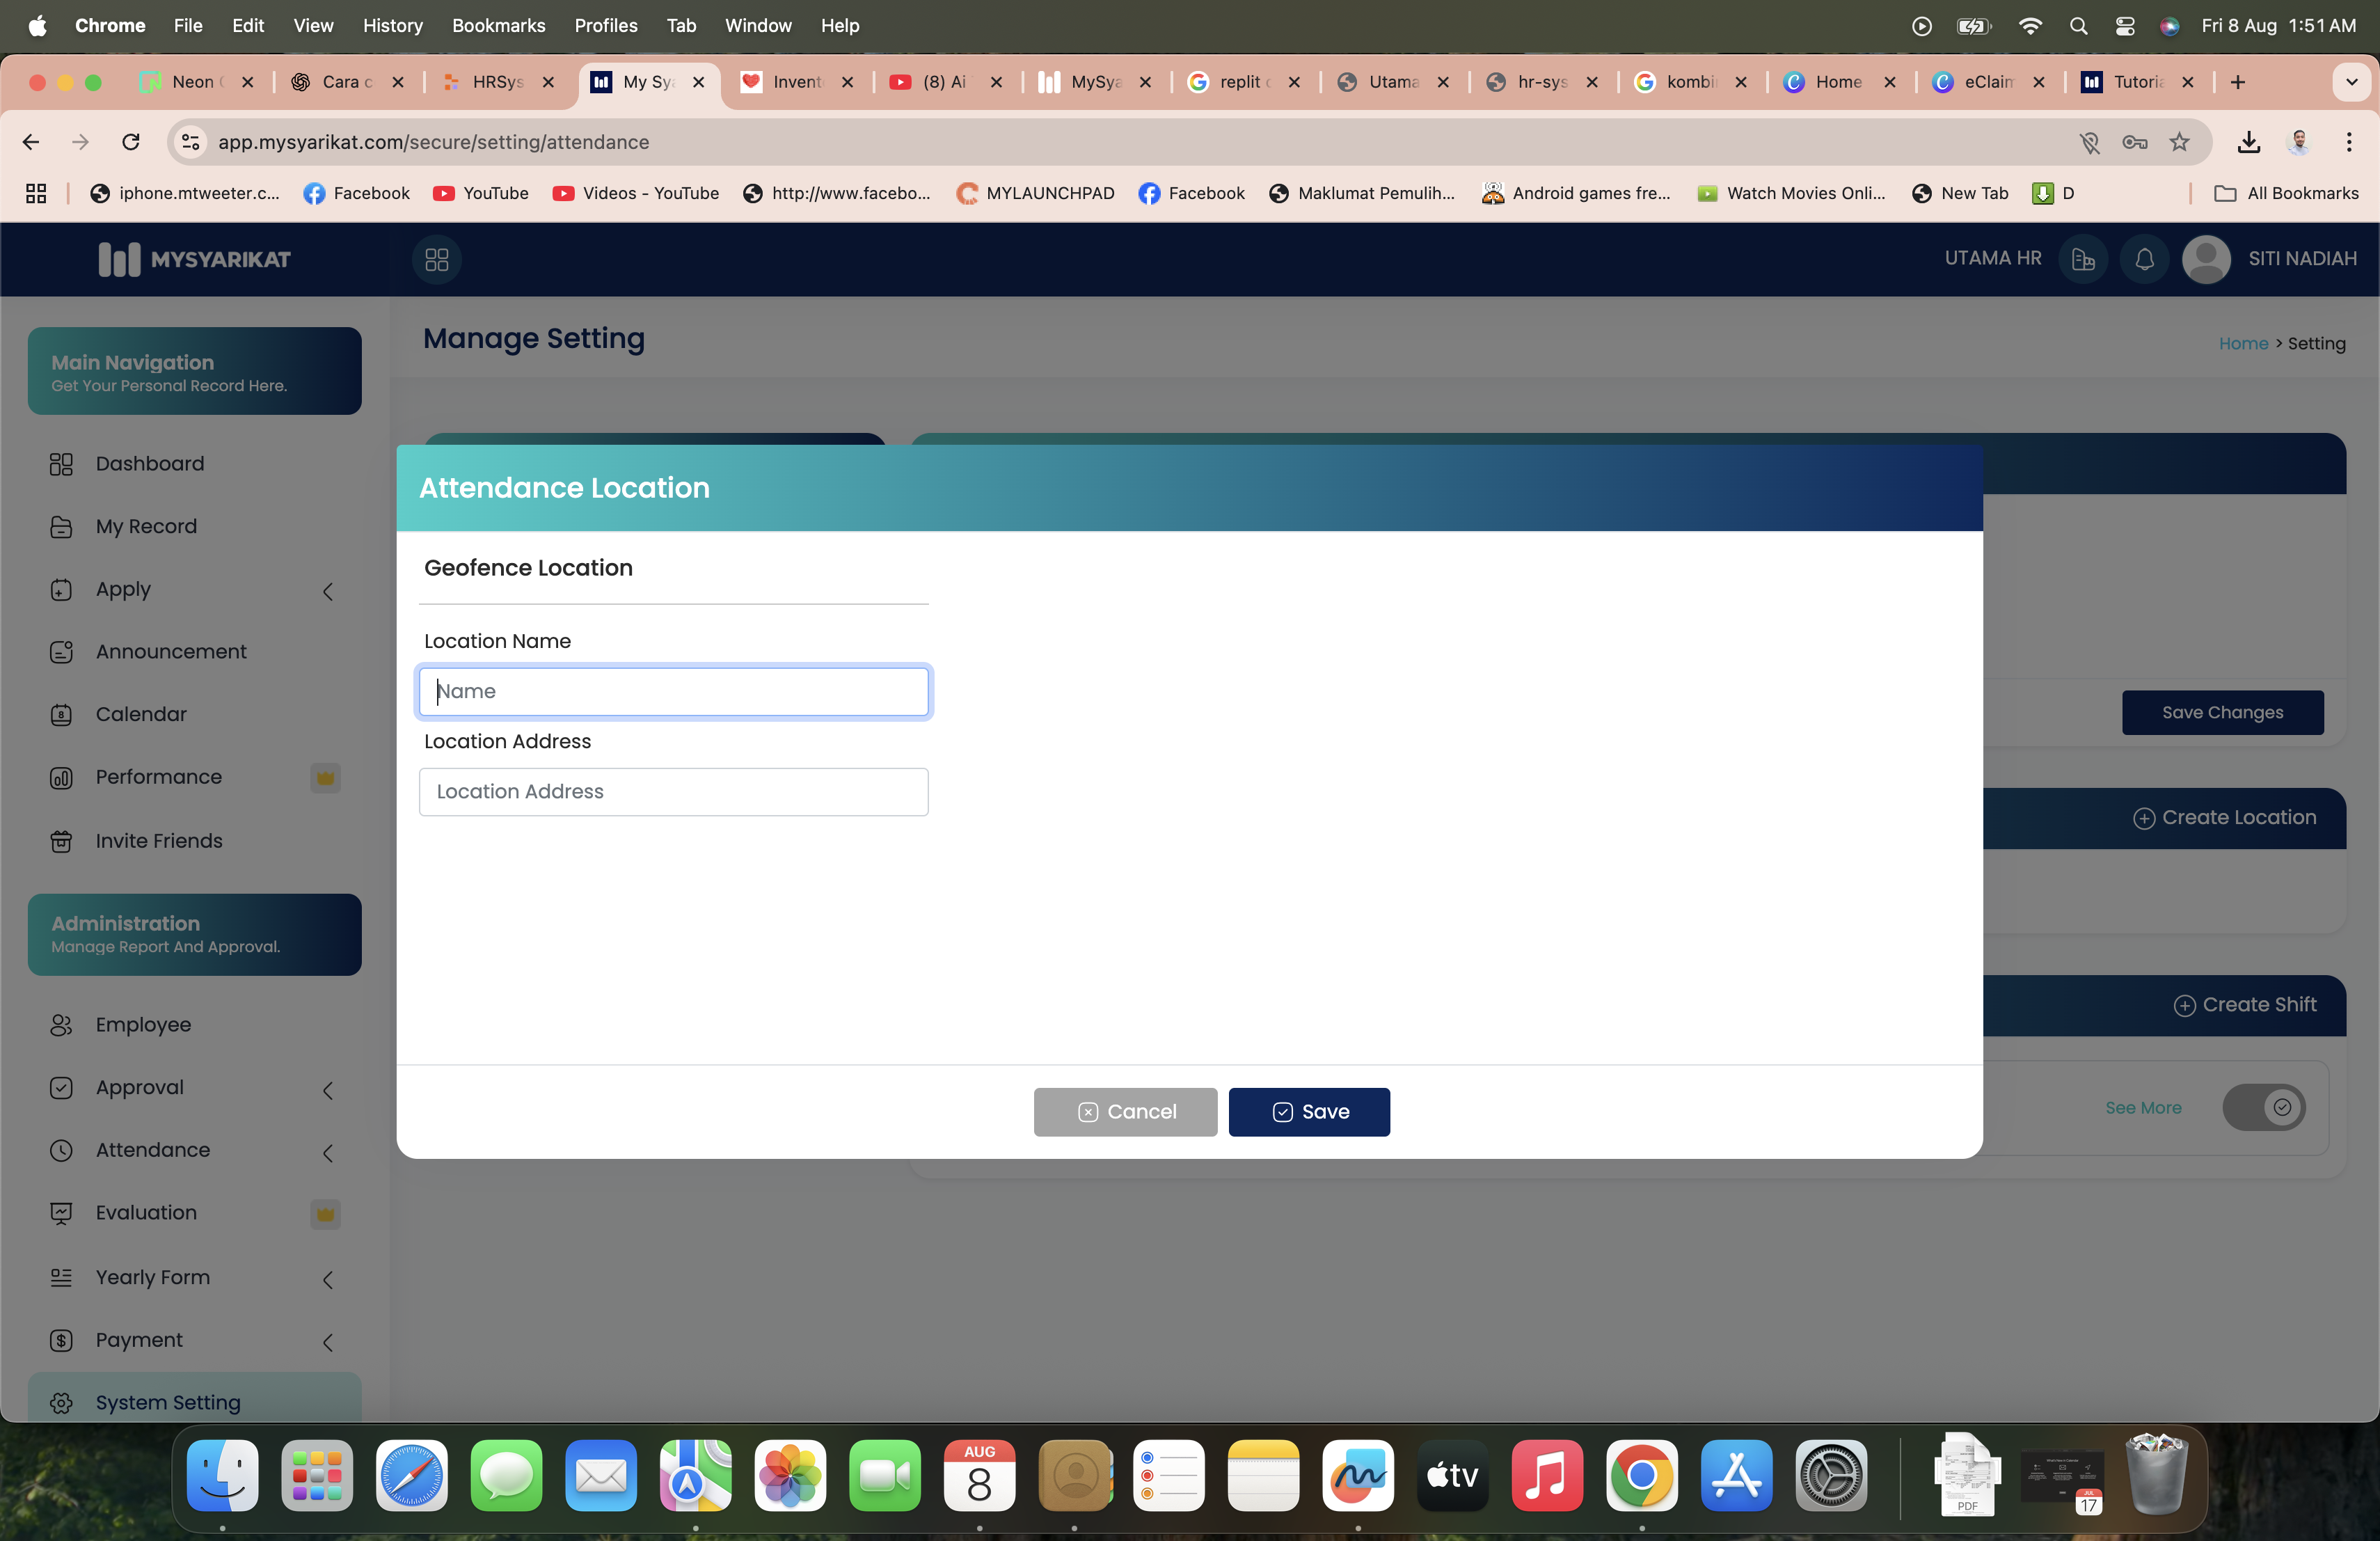 Chrome File Edit View History Bookmarks Profiles Tab Window Help Fri 8 Aug 1:51 AM
Neon Cara c HRSys My Sya Invent (8) Ai MySya replit c Utama hr-sys kombi Home eClaim Tutoria
app.mysyarikat.com/secure/setting/attendance
iphone.mtweeter.c... Facebook YouTube Videos - YouTube http://www.facebo... MYLAUNCHPAD Facebook Maklumat Pemulih... Android games fre... Watch Movies Onli... New Tab D All Bookmarks
MYSYARIKAT UTAMA HR SITI NADIAH
Manage Setting
Home > Setting
Main Navigation
Get Your Personal Record Here.
Dashboard
My Record
Apply
Announcement
Calendar
8
Performance
Invite Friends
Administration
Manage Report And Approval.
Employee
Approval
Attendance
Evaluation
Yearly Form
Payment
System Setting
Attendance Location
Geofence Location
Location Name
Name
Location Address
Location Address
Cancel Save
Save Changes
Create Location
Create Shift
See More
AUG
8
tv
PDF
JUL
17